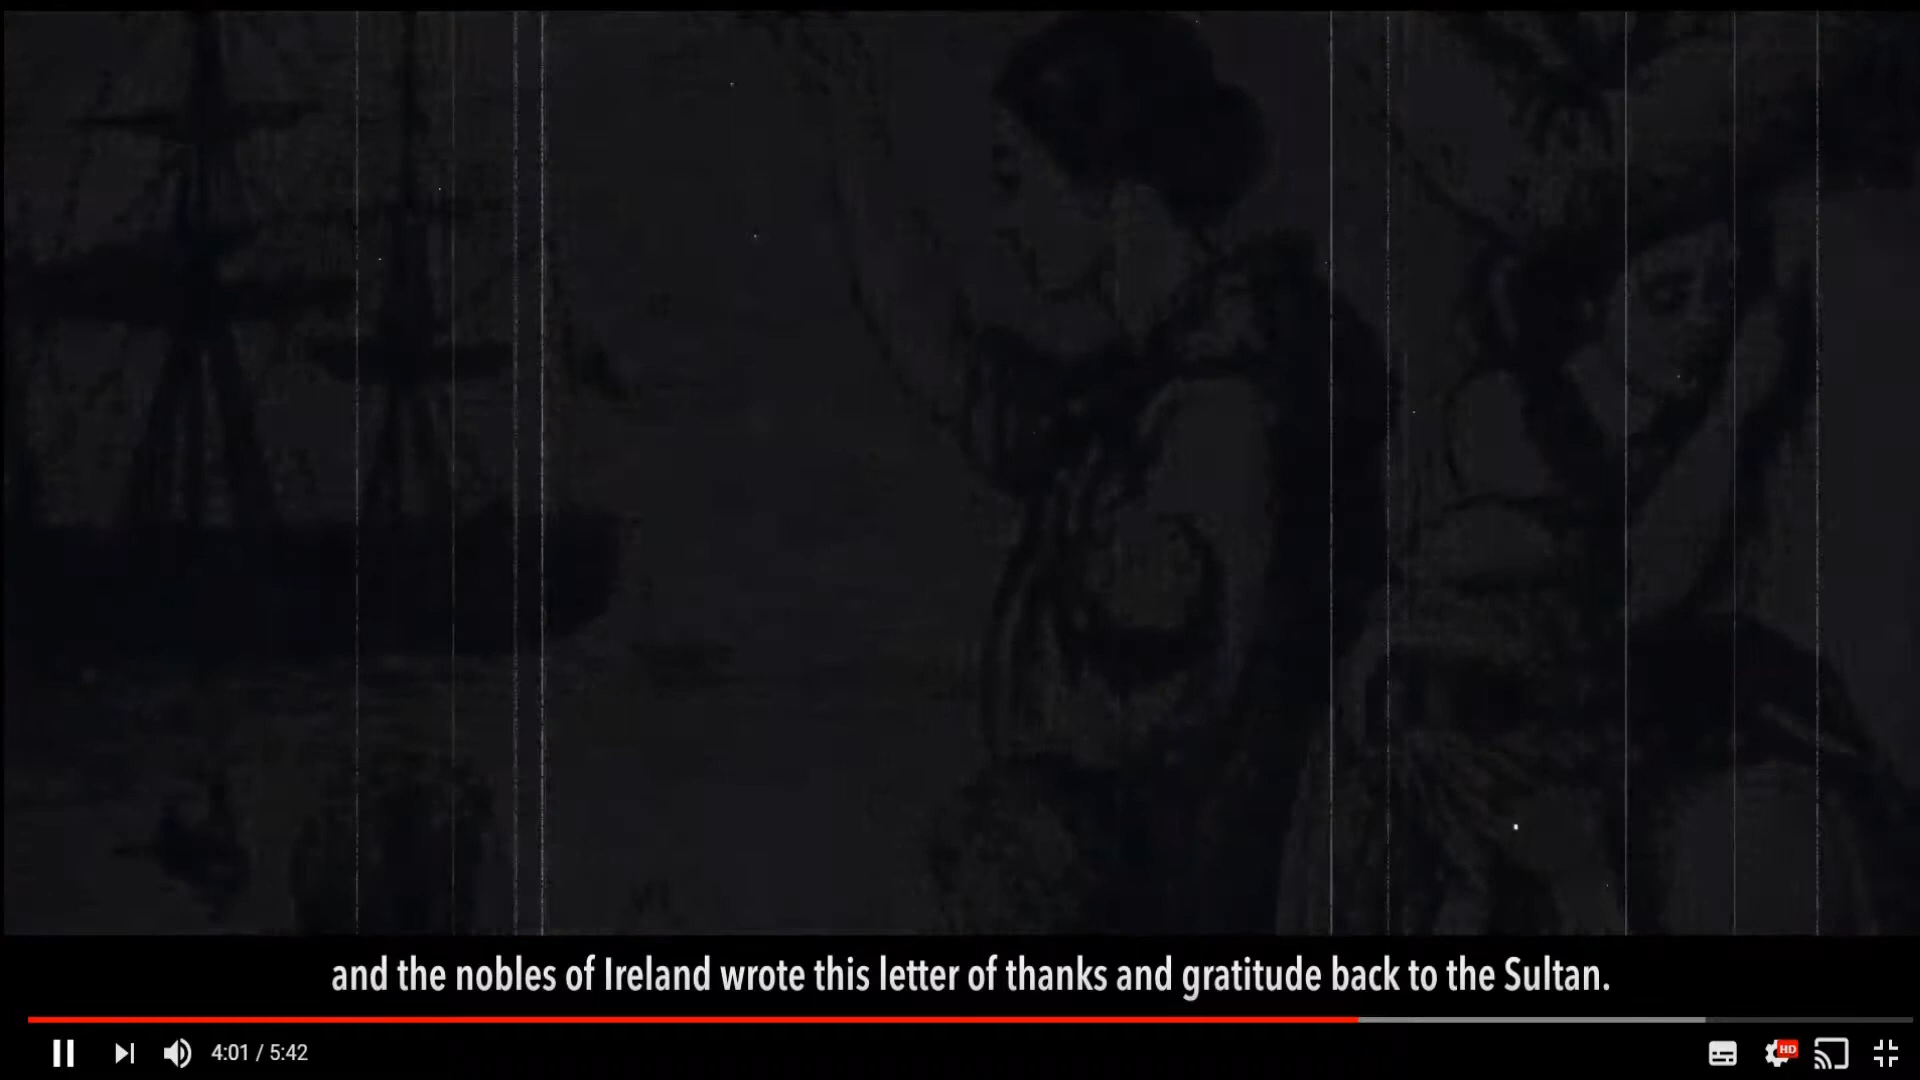 and the nobles of Ireland wrote this letter of thanks and gratitude back to the Sultan.
4:01 / 5:42
HD